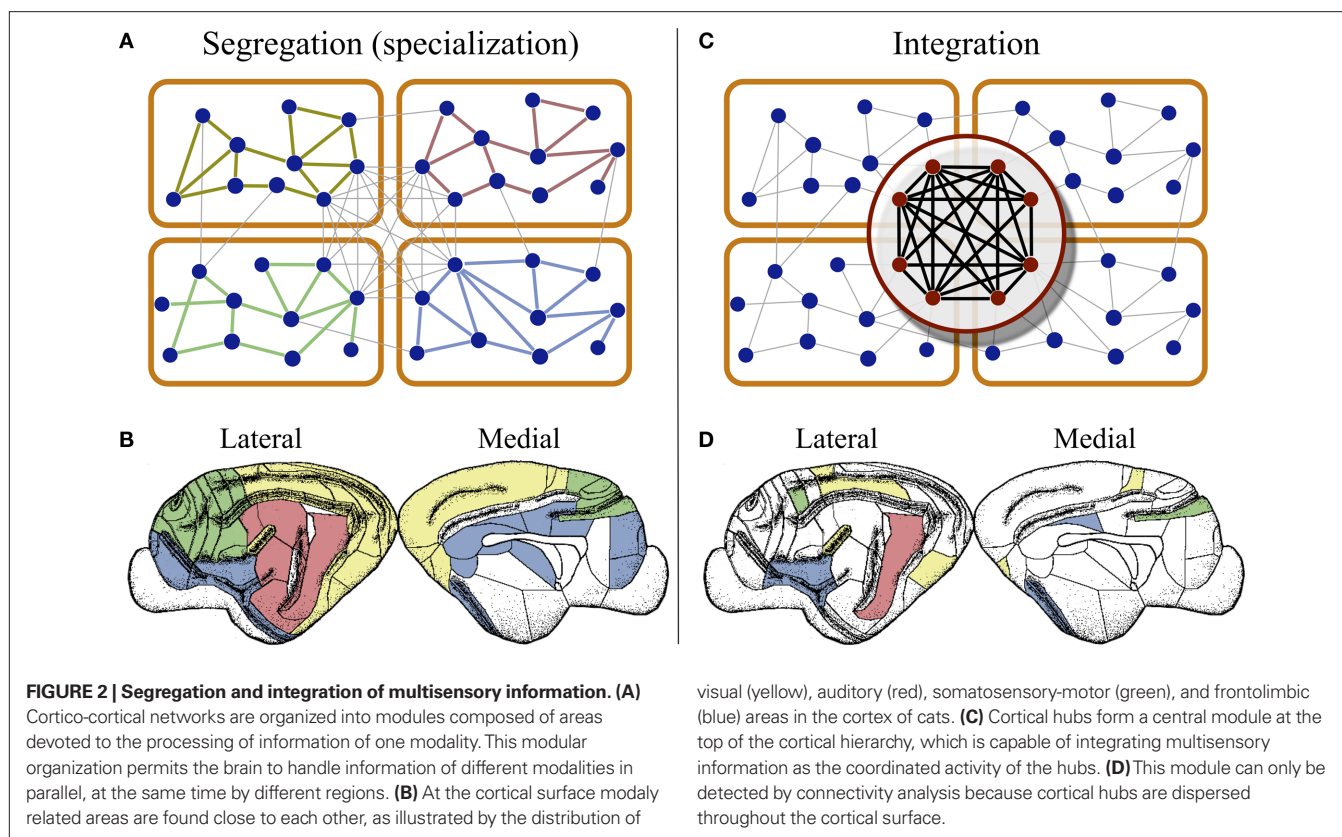 A
Segregation (specialization)
C
Integration
B
Lateral
Medial
D
Lateral
Medial
FIGURE 2 | Segregation and integration of multisensory information. (A)
Cortico-cortical networks are organized into modules composed of areas
devoted to the processing of information of one modality. This modular
organization permits the brain to handle information of different modalities in
parallel, at the same time by different regions. (B) At the cortical surface modaly
related areas are found close to each other, as illustrated by the distribution of
visual (yellow), auditory (red), somatosensory-motor (green), and frontolimbic
(blue) areas in the cortex of cats. (C) Cortical hubs form a central module at the
top of the cortical hierarchy, which is capable of integrating multisensory
information as the coordinated activity of the hubs. (D) This module can only be
detected by connectivity analysis because cortical hubs are dispersed
throughout the cortical surface.